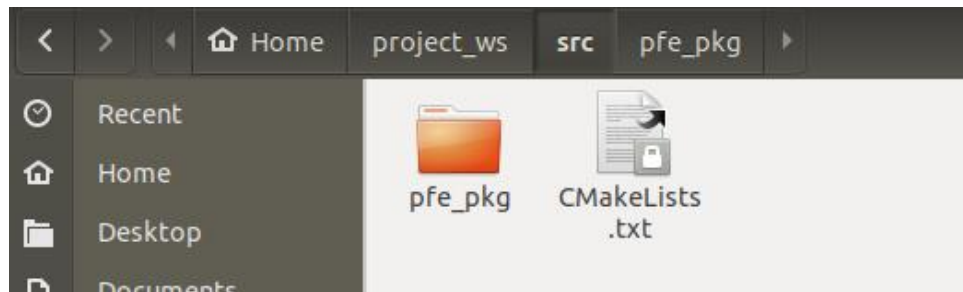 Home project_ws src pfe_pkg
Recent
Home
Desktop
Documents
pfe_pkg
CMakeLists
.txt